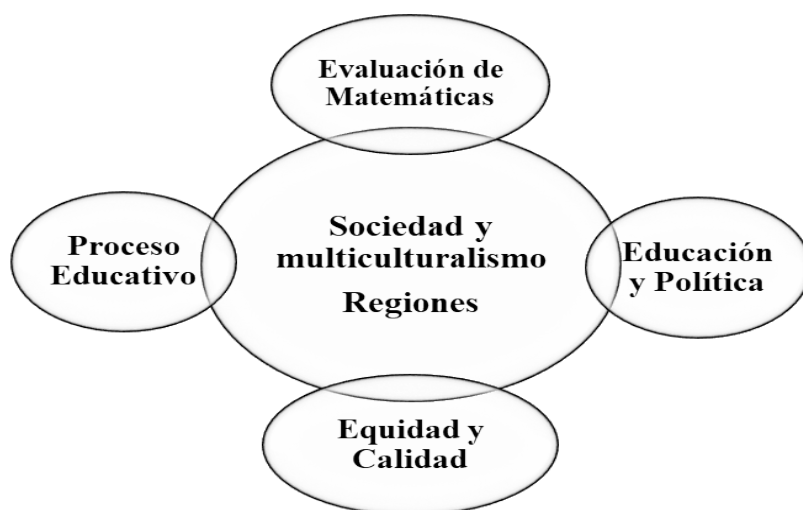 Evaluación de
Matemáticas
Proceso
Educativo
Sociedad y
multiculturalismo
Regiones
Educación
y Política
Equidad y
Calidad